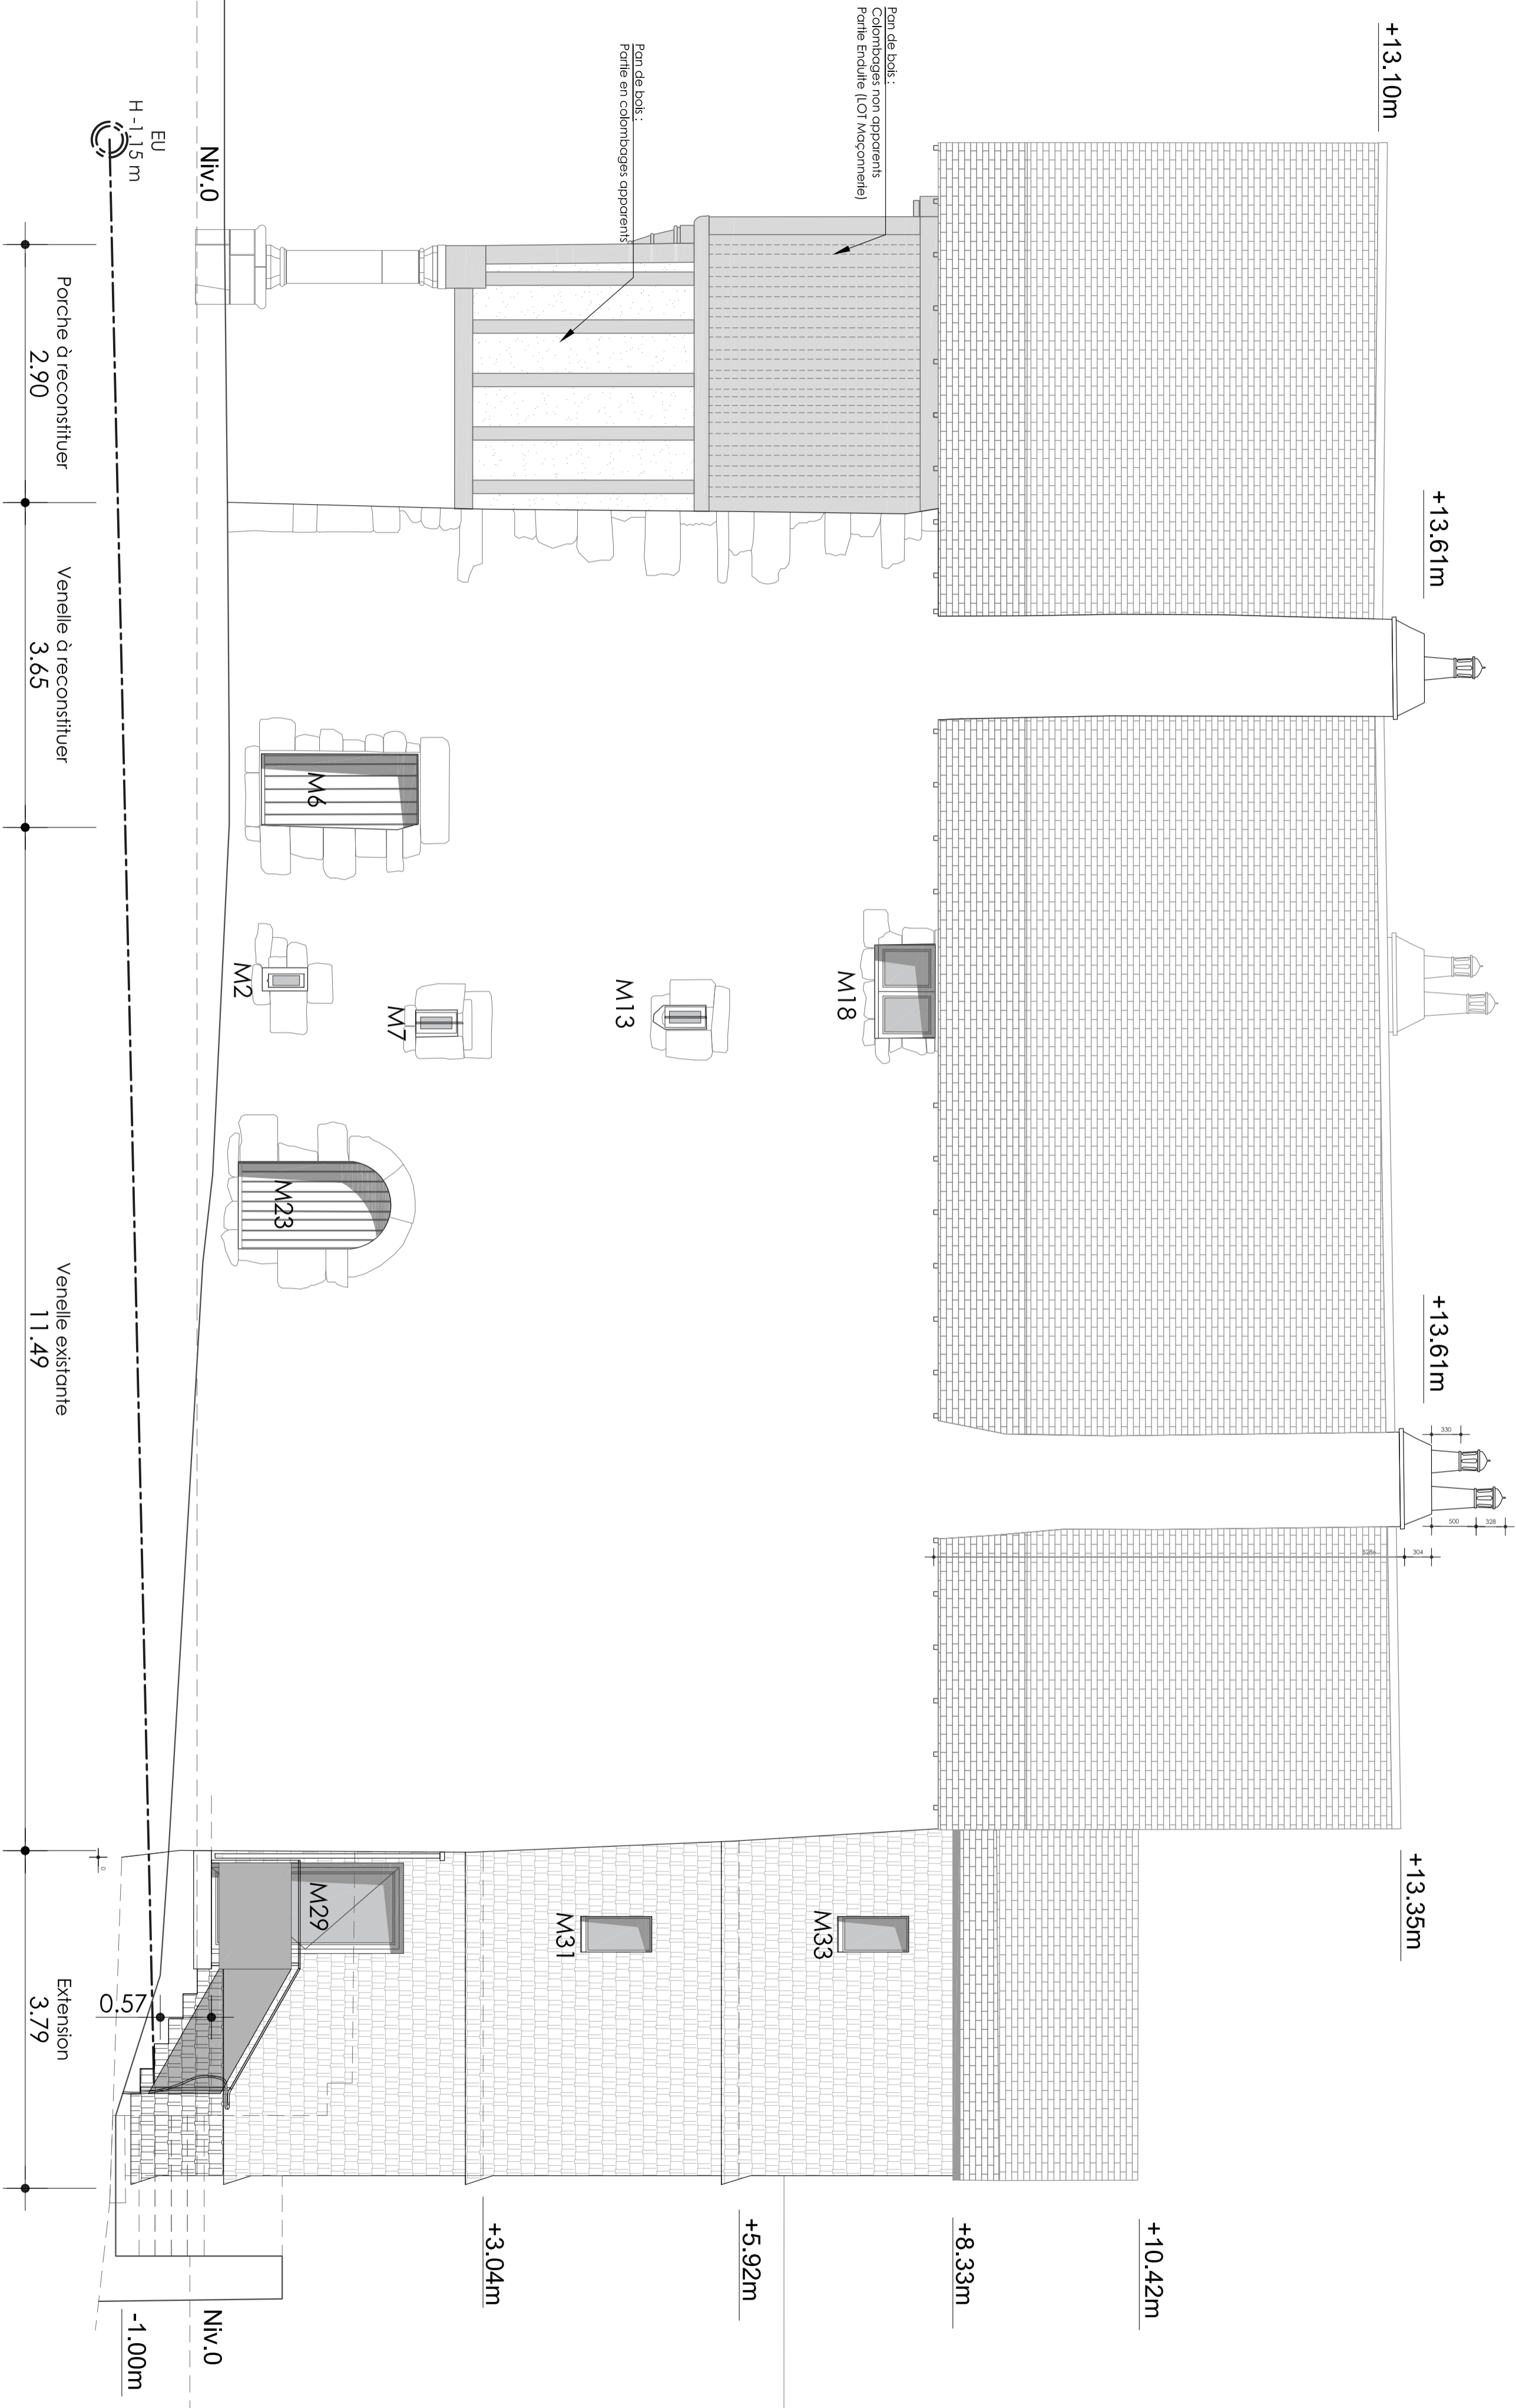 +13.10m
+13.61m
+13.61m
+13.35m
330
500
328
5286
304
Pan de bois :
Colombages non apparents
Partie Enduite (LOT Maçonnerie)
Pan de bois :
Partie en colombages apparents
+10.42m
+8.33m
+5.92m
+3.04m
M18
M33
M13
M31
M7
M6
M2
M23
M29
Niv.0
Niv.0
EU
H -1.15 m
0.57
-1.00m
0
Porche à reconstituer
2.90
Venelle à reconstituer
3.65
Venelle existante
11.49
Extension
3.79